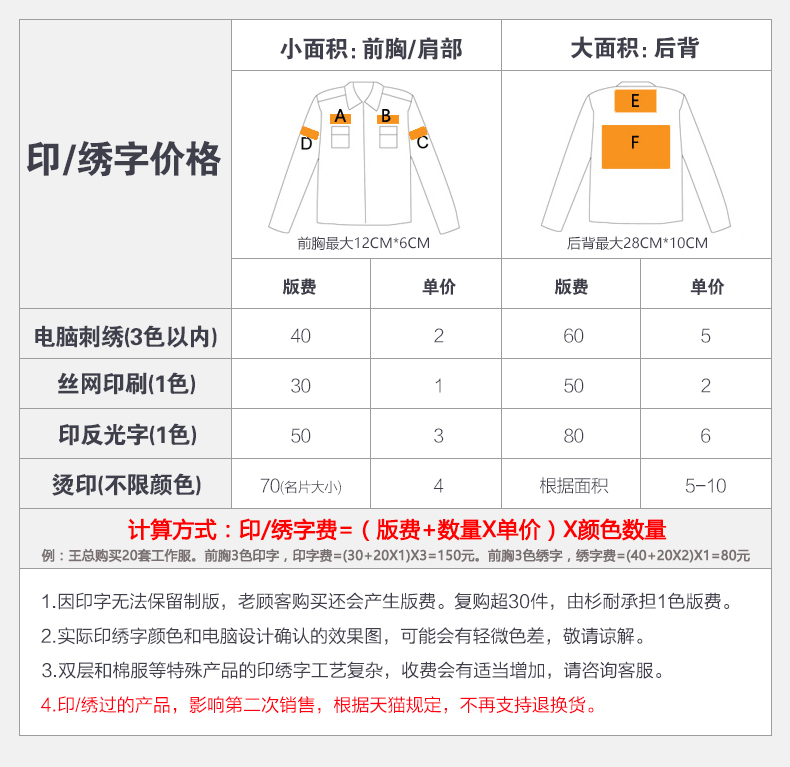 印/绣字价格
小面积：前胸/肩部
大面积：后背
A
B
D
C
前胸最大12CM*6CM
E
F
后背最大28CM*10CM
版费
单价
版费
单价
电脑刺绣(3色以内)
40
2
60
5
丝网印刷(1色)
30
1
50
2
印反光字(1色)
50
3
80
6
烫印(不限颜色)
70(名片大小)
4
根据面积
5-10
计算方式：印/绣字费=（版费+数量X单价）X颜色数量
例：王总购买20套工作服。前胸3色印字，印字费=(30+20X1)X3=150元。前胸3色绣字，绣字费=(40+20X2)X1=80元
1.因印字无法保留制版，老顾客购买还会产生版费。复购超30件，由杉耐承担1色版费。
2.实际印绣字颜色和电脑设计确认的效果图，可能会有轻微色差，敬请谅解。
3.双层和棉服等特殊产品的印绣字工艺复杂，收费会有适当增加，请咨询客服。
4.印/绣过的产品，影响第二次销售，根据天猫规定，不再支持退换货。